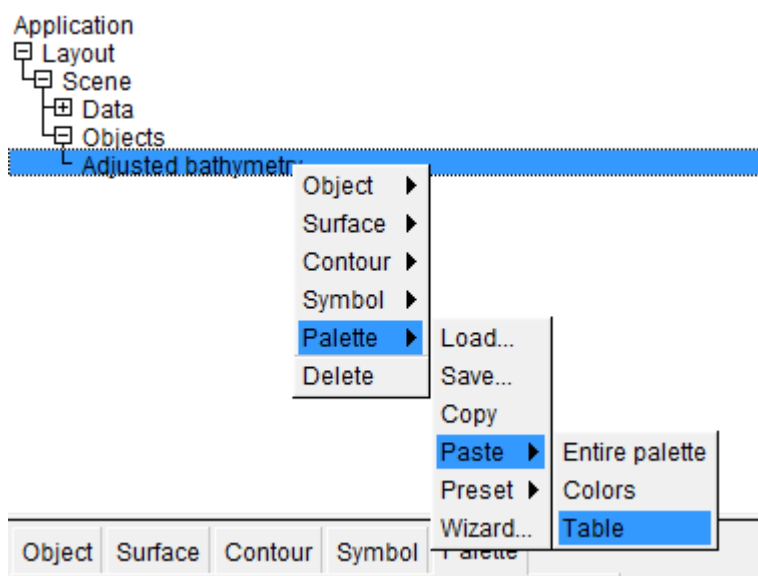 Application
Layout
Scene
Data
Objects
Adjusted bathymetry
Object
Surface
Contour
Symbol
Palette
Delete
Load...
Save...
Copy
Paste
Preset
Wizard...
Entire palette
Colors
Table
Object Surface Contour Symbol Palette